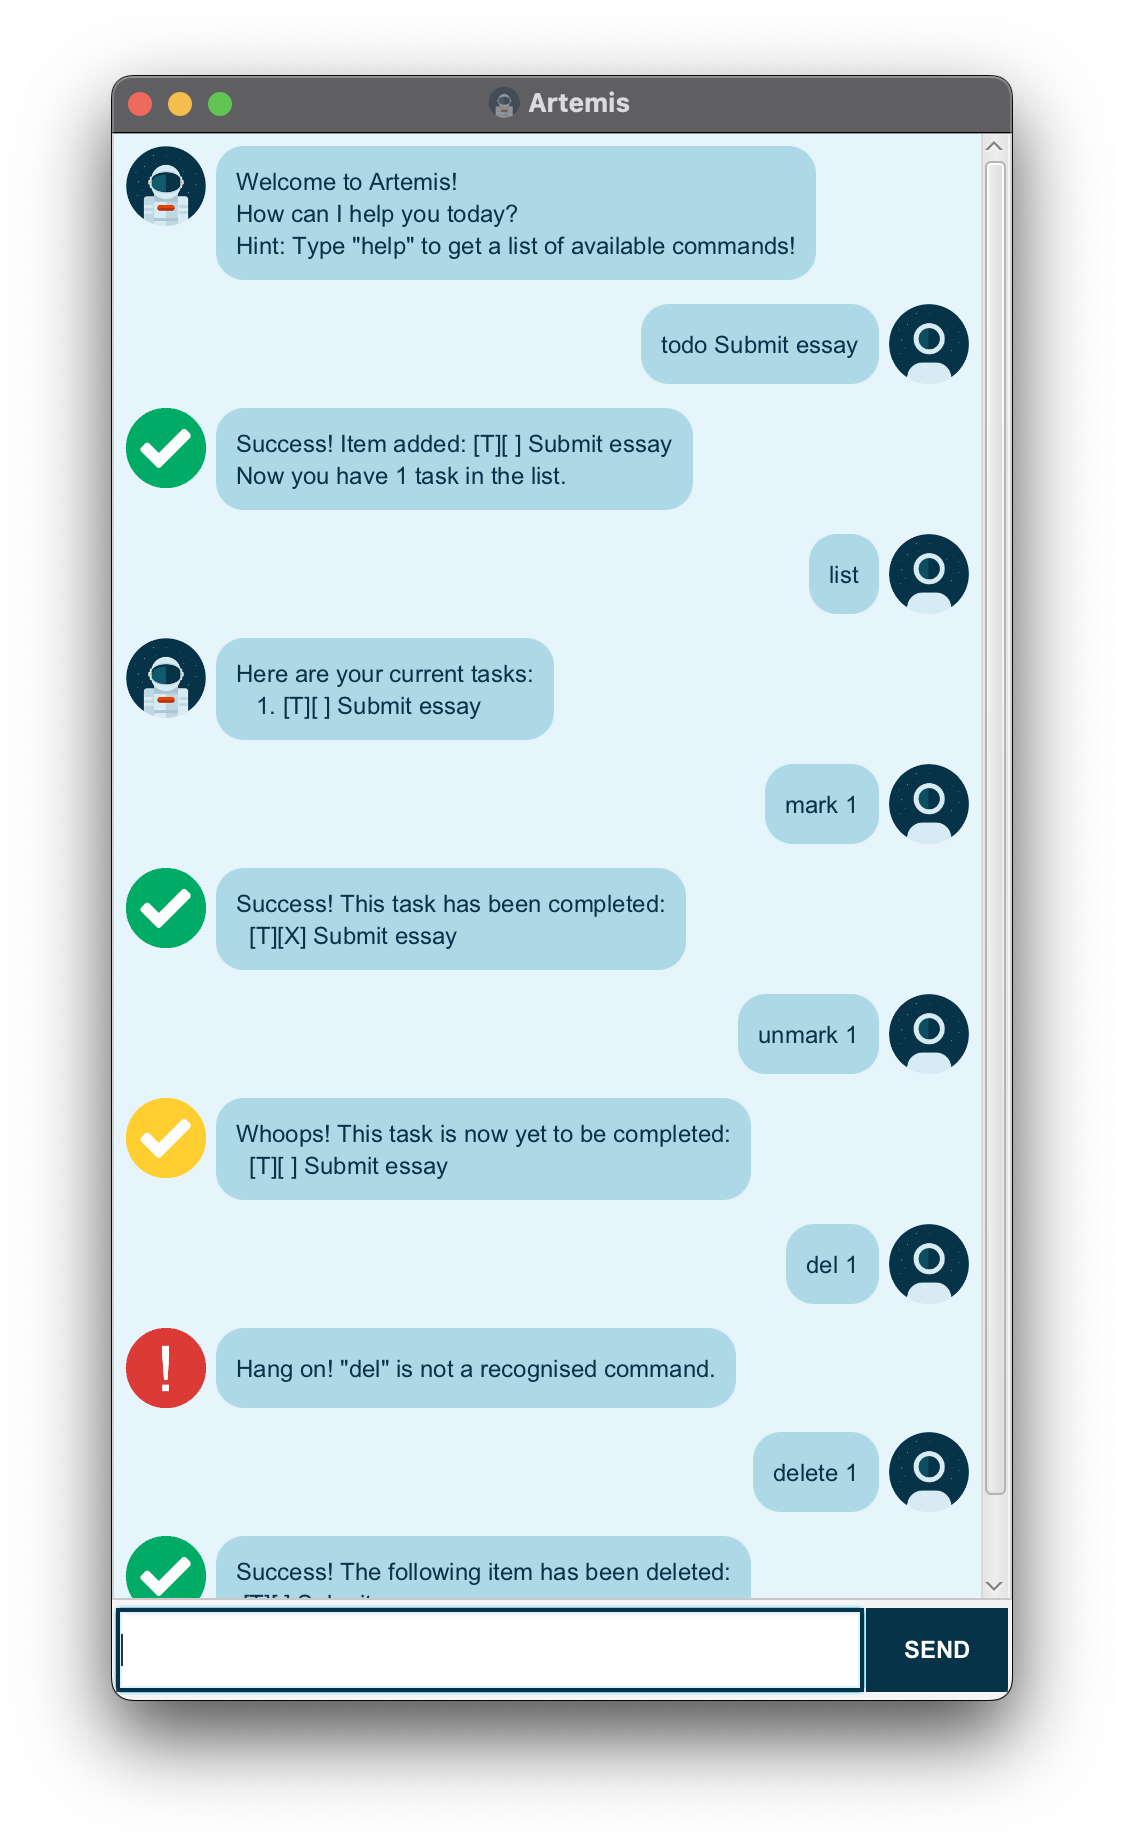 Artemis
Welcome to Artemis!
How can I help you today?
Hint: Type "help" to get a list of available commands!
todo Submit essay
Success! Item added: [T][ ] Submit essay
Now you have 1 task in the list.
list
Here are your current tasks:
1. [T][ ] Submit essay
mark 1
Success! This task has been completed:
[T][X] Submit essay
unmark 1
Whoops! This task is now yet to be completed:
[T][ ] Submit essay
del 1
Hang on! "del" is not a recognised command.
delete 1
Success! The following item has been deleted:
SEND